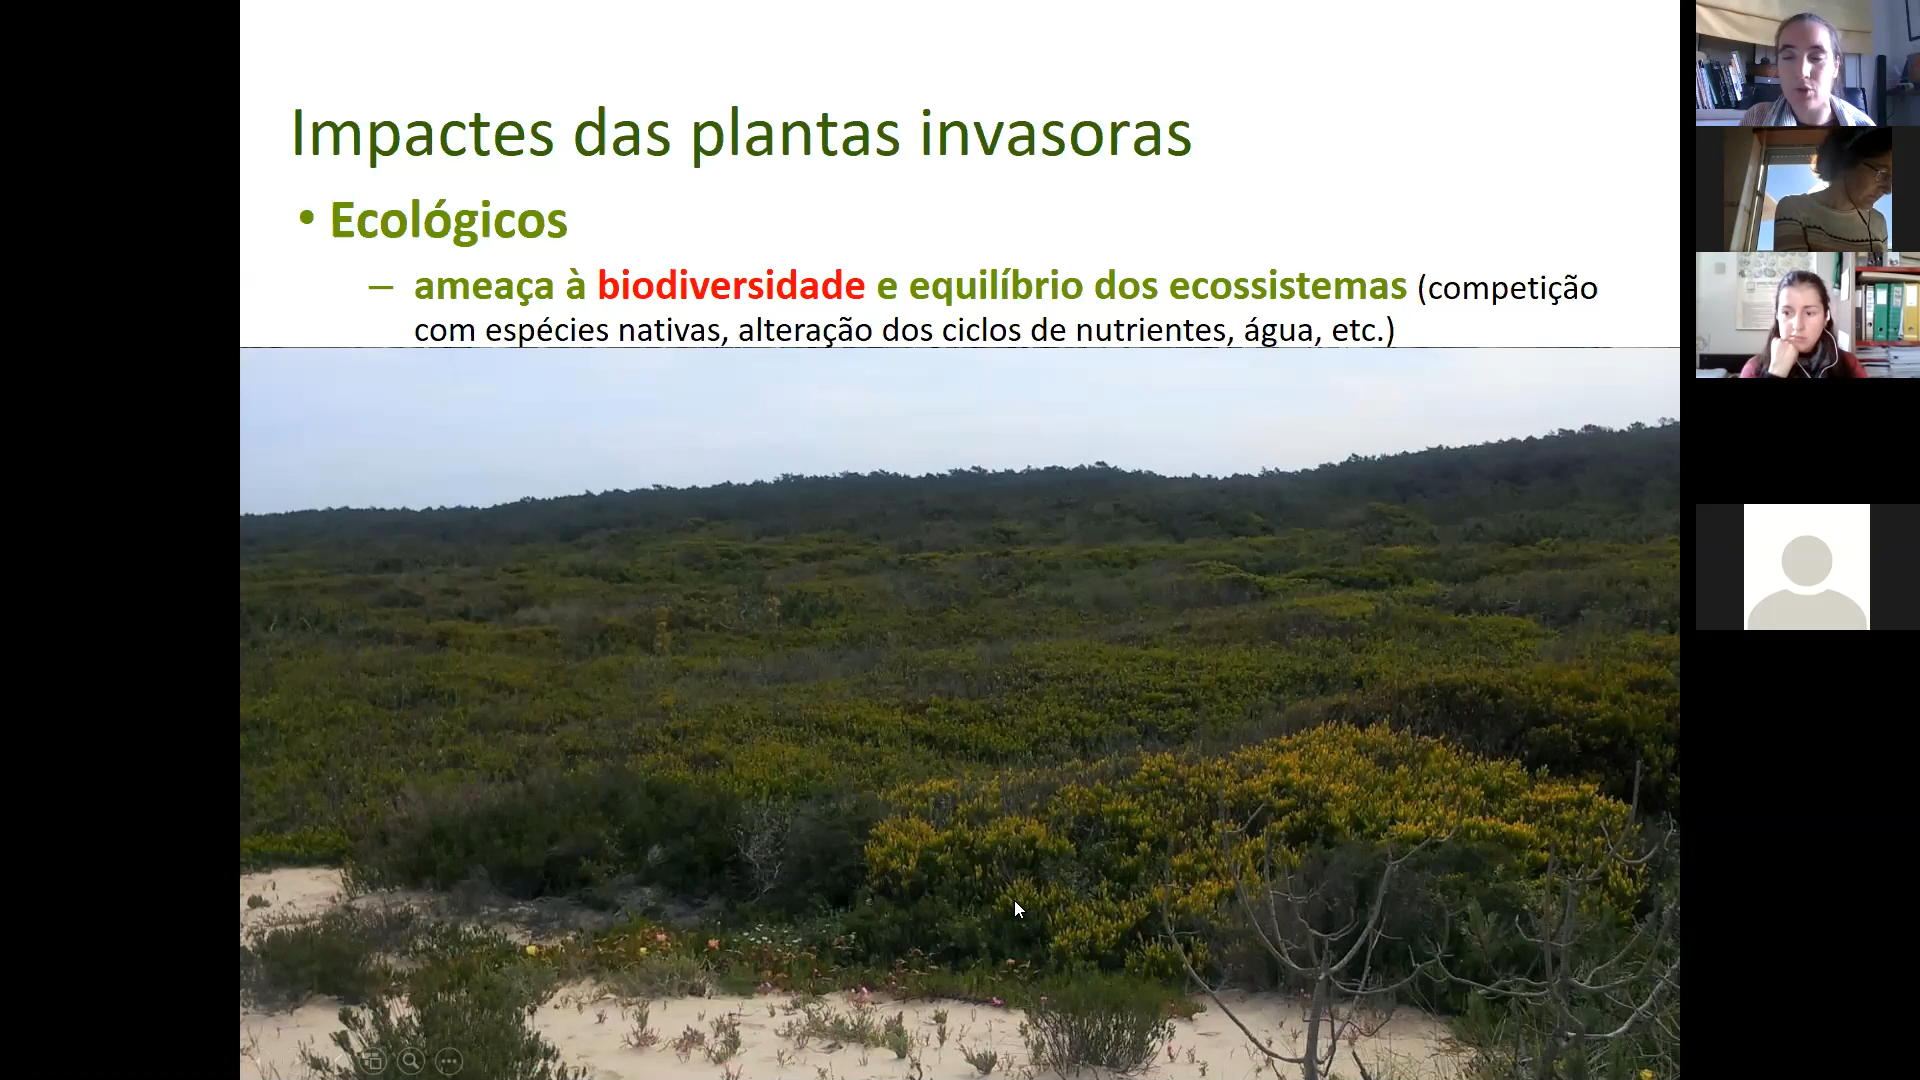 Impactes das plantas invasoras
• Ecológicos
– ameaça à biodiversidade e equilíbrio dos ecossistemas (competição
com espécies nativas, alteração dos ciclos de nutrientes, água, etc.)